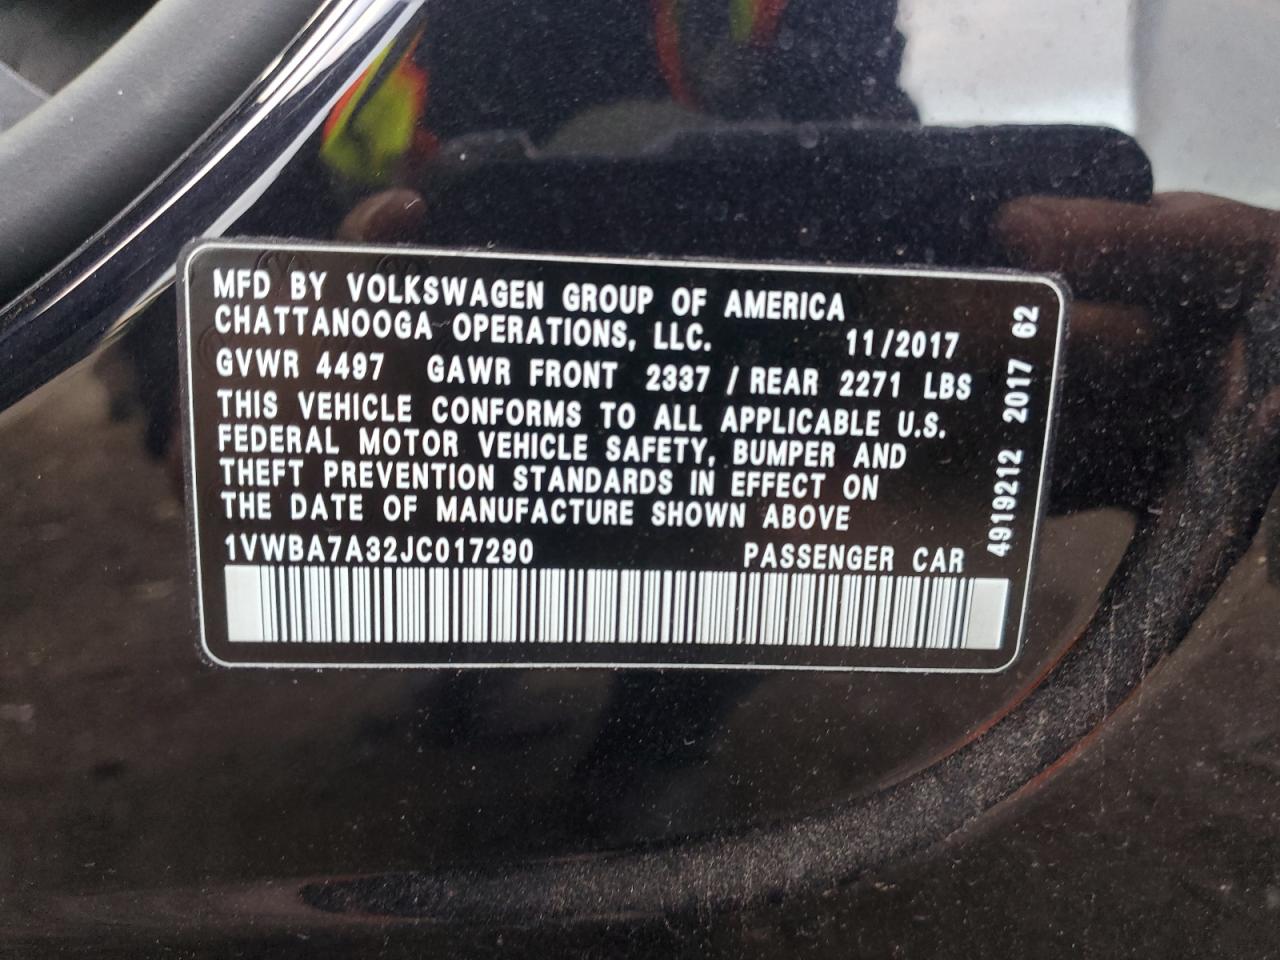 MFD BY VOLKSWAGEN GROUP OF AMERICA
CHATTANOOGA OPERATIONS, LLC. 11/2017
GVWR 4497 GAWR FRONT 2337 / REAR 2271 LBS
THIS VEHICLE CONFORMS TO ALL APPLICABLE U.S.
FEDERAL MOTOR VEHICLE SAFETY, BUMPER AND
THEFT PREVENTION STANDARDS IN EFFECT ON
THE DATE OF MANUFACTURE SHOWN ABOVE
1VWBA7A32JC017290 PASSENGER CAR
4919212 2017 62